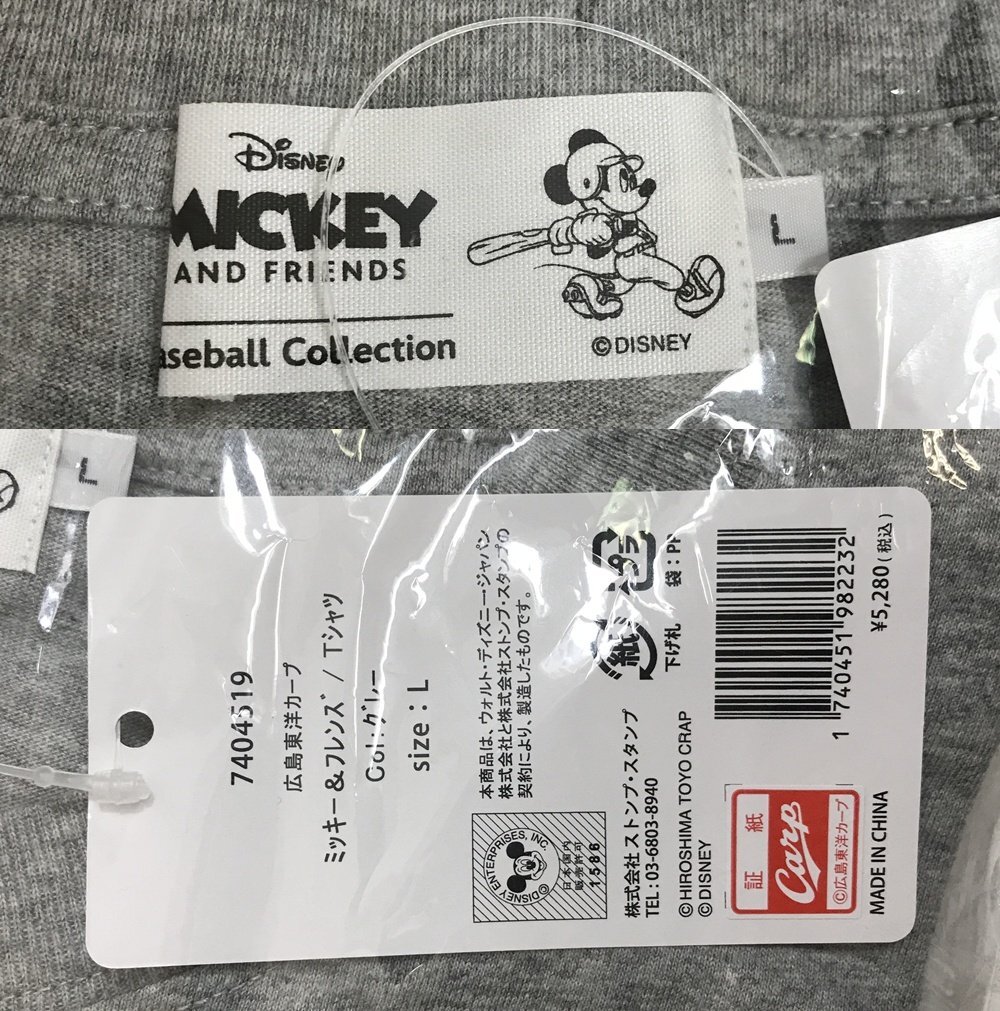 Disney
MICKEY
AND FRIENDS
aseball Collection
©DISNEY
L
L
7404519
広島東洋カープ
ミッキー&フレンズ / Tシャツ
Col:グレー
size : L
本商品は、ウォルト・ディズニージャパン
株式会社と株式会社ストンプ・スタンプの
契約により、製造したものです。
© DISNEY ENTERPRISES, INC.
日本国内
販売許可
1586
プラ
紙
袋：PP
下げ札
株式会社 ストンプ・スタンプ
TEL : 03-6803-8940
©HIROSHIMA TOYO CRAP
©DISNEY
1 740451 982232
¥5,280 (税込)
証紙
Carp
©広島東洋カープ
MADE IN CHINA